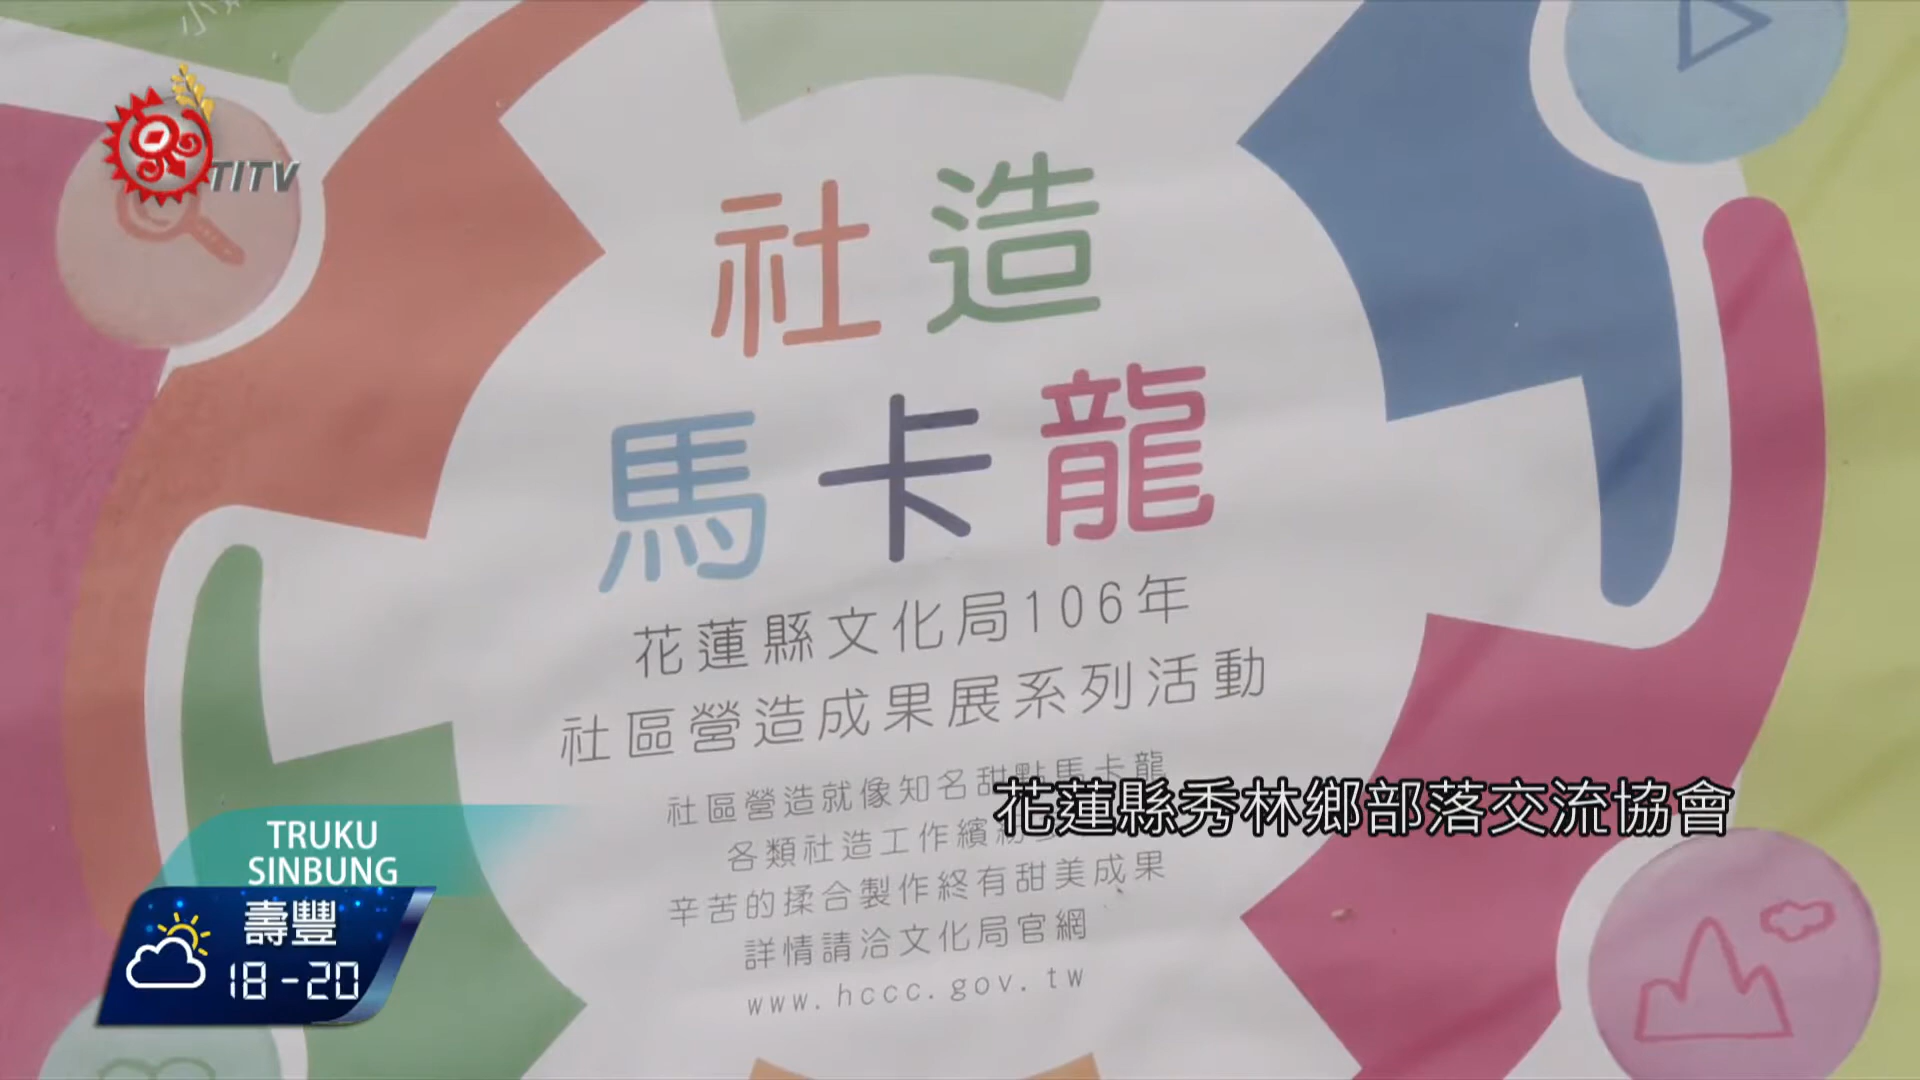 TITV
社造
馬卡龍
花蓮縣文化局106年
社區營造成果展系列活動
社區營造就像知名甜點馬卡龍
各類社造工作繽紛
辛苦的揉合製作終有甜美成果
詳情請洽文化局官網
www.hccc.gov.tw
花蓮縣秀林鄉部落交流協會
TRUKU
SINBUNG
壽豐
18-20